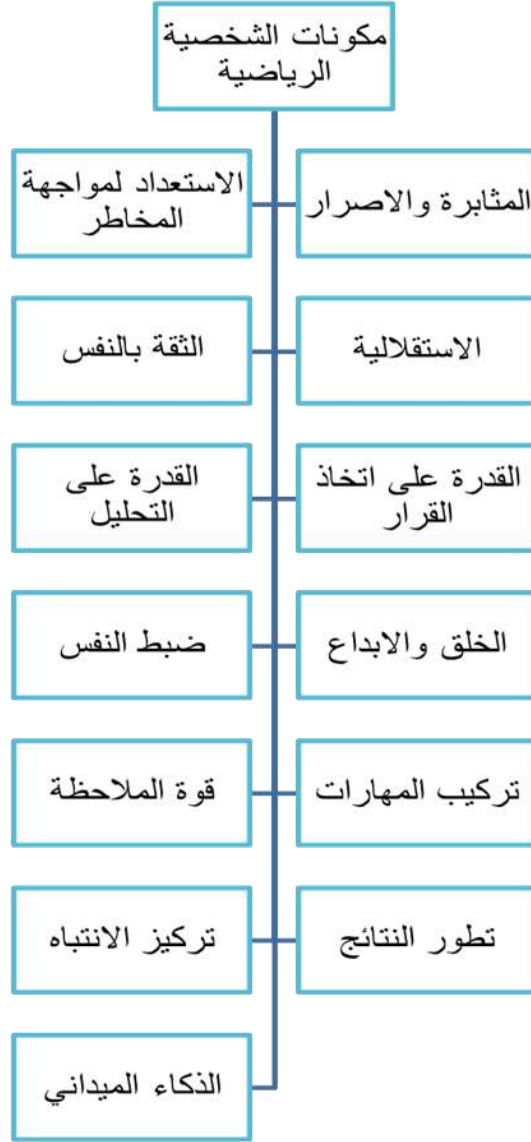 مكونات الشخصية
الرياضية
المثابرة والاصرار
الاستعداد لمواجهة
المخاطر
الاستقلالية
الثقة بالنفس
القدرة على اتخاذ
القرار
القدرة على
التحليل
الخلق والابداع
ضبط النفس
تركيب المهارات
قوة الملاحظة
تطور النتائج
تركيز الانتباه
الذكاء الميداني